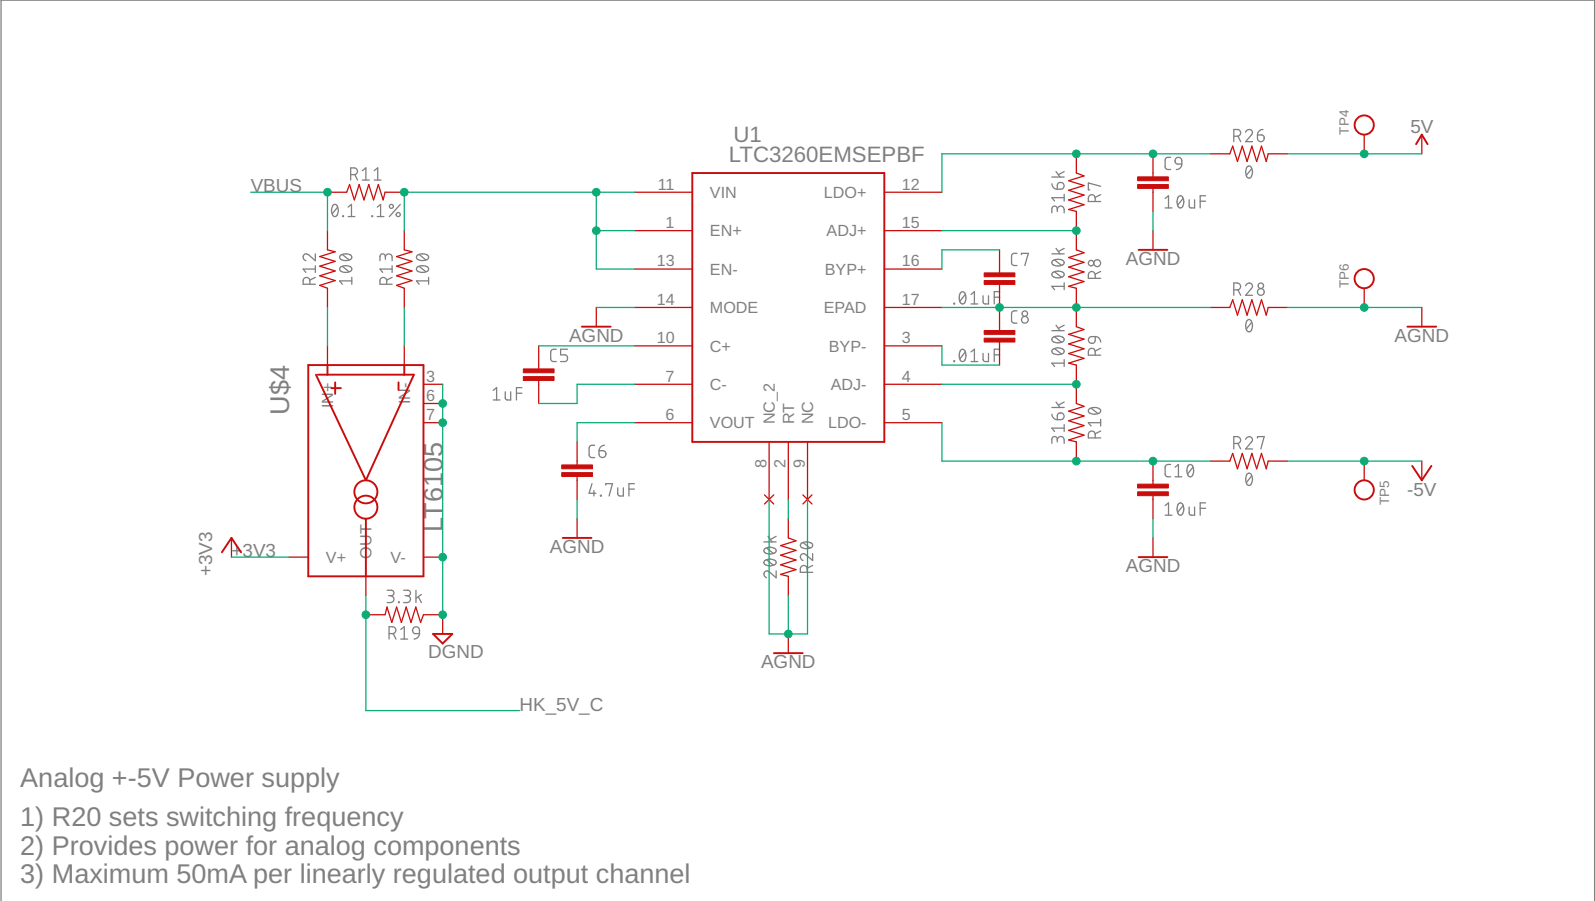 U1
LTC3260EMSEPBF
VBUS
R11
0.1 .1%
R12
100
R13
100
11
VIN
1
EN+
13
EN-
14
MODE
10
C+
7
C-
6
VOUT
AGND
C5
1uF
C6
4.7uF
AGND
12
LDO+
15
ADJ+
16
BYP+
17
EPAD
3
BYP-
4
ADJ-
5
LDO-
NC_2
RT
NC
8
2
9
200k
R20
AGND
C7
.01uF
C8
.01uF
316k
R7
100k
R8
100k
R9
316k
R10
C9
10uF
AGND
C10
10uF
AGND
R26
0
TP4
5V
R28
0
TP6
AGND
R27
0
TP5
-5V
U$4
LT6105
IN+
+
IN-
-
3
6
7
V+
OUT
V-
+3V3
+3V3
3.3k
R19
DGND
HK_5V_C
Analog +-5V Power supply
1) R20 sets switching frequency
2) Provides power for analog components
3) Maximum 50mA per linearly regulated output channel